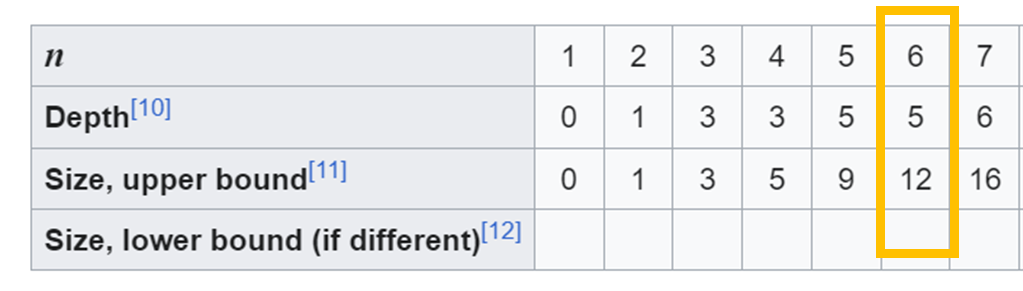 n 1 2 3 4 5 6 7
Depth[10] 0 1 3 3 5 5 6
Size, upper bound[11] 0 1 3 5 9 12 16
Size, lower bound (if different)[12]